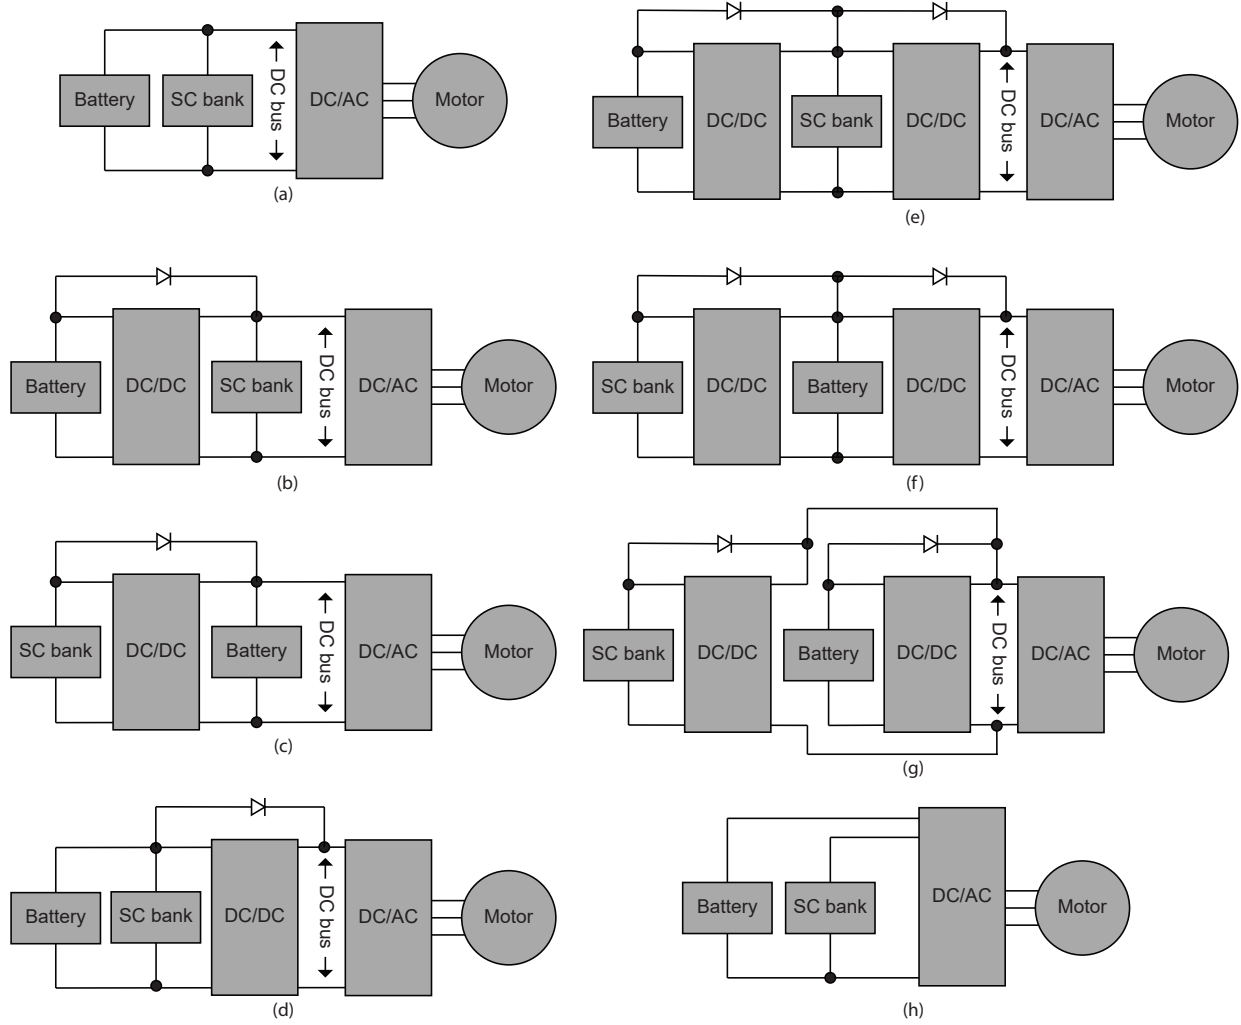 Battery
SC bank
DC bus
DC/AC
Motor
(a)
Battery
DC/DC
SC bank
DC bus
DC/AC
Motor
(b)
SC bank
DC/DC
Battery
DC bus
DC/AC
Motor
(c)
Battery
SC bank
DC/DC
DC bus
DC/AC
Motor
(d)
Battery
DC/DC
SC bank
DC/DC
DC bus
DC/AC
Motor
(e)
SC bank
DC/DC
Battery
DC/DC
DC bus
DC/AC
Motor
(f)
SC bank
DC/DC
Battery
DC/DC
DC bus
DC/AC
Motor
(g)
Battery
SC bank
DC/AC
Motor
(h)